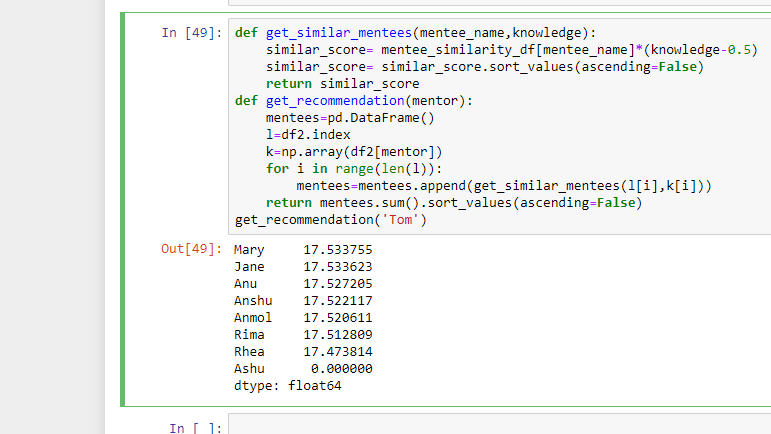 In [49]: def get_similar_mentees(mentee_name,knowledge):
    similar_score= mentee_similarity_df[mentee_name]*(knowledge-0.5)
    similar_score= similar_score.sort_values(ascending=False)
    return similar_score
def get_recommendation(mentor):
    mentees=pd.DataFrame()
    l=df2.index
    k=np.array(df2[mentor])
    for i in range(len(l)):
        mentees=mentees.append(get_similar_mentees(l[i],k[i]))
    return mentees.sum().sort_values(ascending=False)
get_recommendation('Tom')
Out[49]: Mary     17.533755
Jane     17.533623
Anu      17.527205
Anshu    17.522117
Anmol    17.520611
Rima     17.512809
Rhea     17.473814
Ashu      0.000000
dtype: float64
In [ ]: